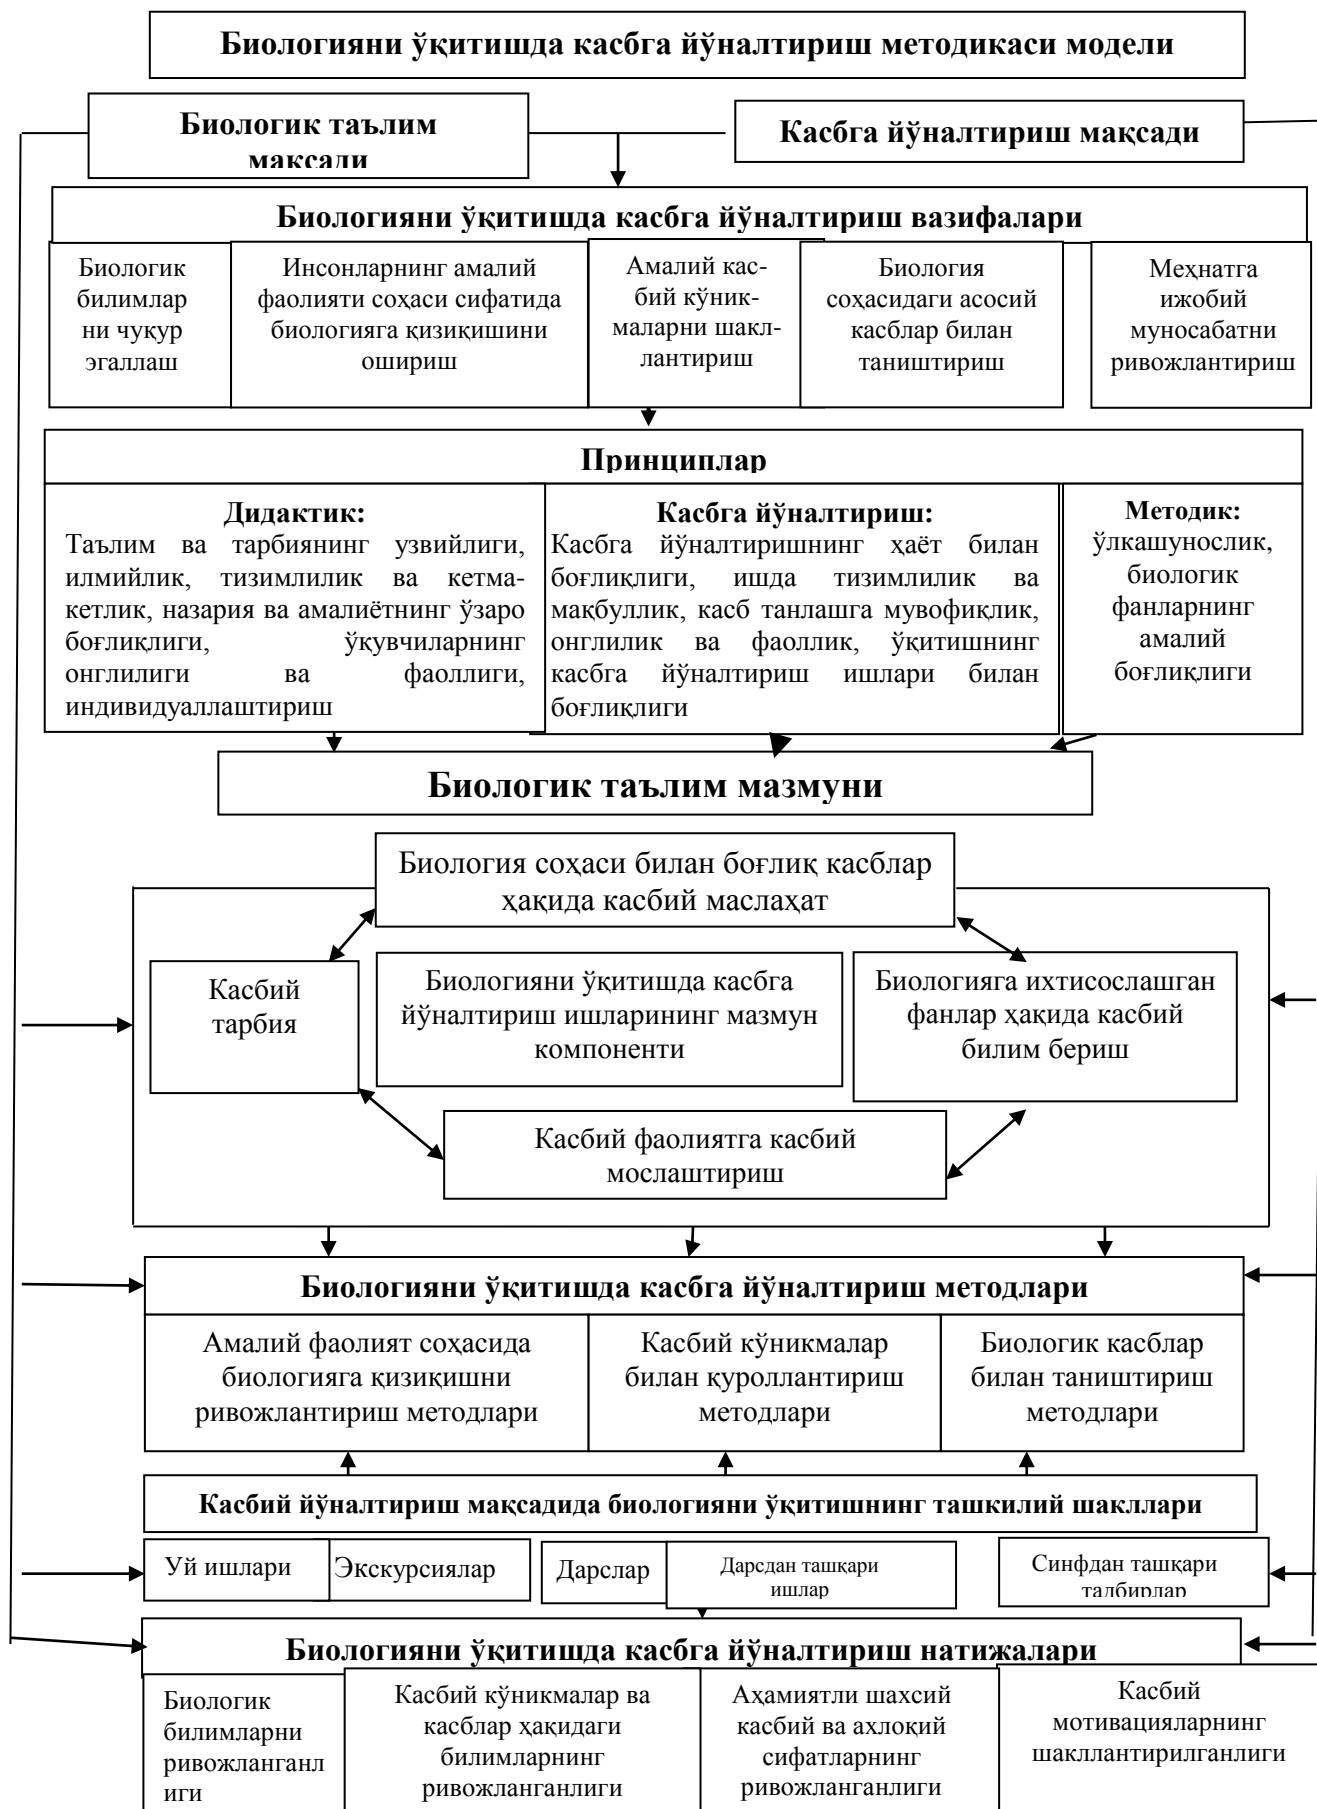 Биологияни ўқитишда касбга йўналтириш методикаси модели
Биологик таълим
мақсади
Касбга йўналтириш мақсади
Биологияни ўқитишда касбга йўналтириш вазифалари
Биологик
билимлар
ни чуқур
эгаллаш
Инсонларнинг амалий
фаолияти соҳаси сифатида
биологияга қизиқишини
ошириш
Амалий кас-
бий кўник-
маларни шакл-
лантириш
Биология
соҳасидаги асосий
касблар билан
таништириш
Меҳнатга
ижобий
муносабатни
ривожлантириш
Принциплар
Дидактик:
Таълим ва тарбиянинг узвийлиги,
илмийлик, тизимлилик ва кетма-
кетлик, назария ва амалиётнинг ўзаро
боғлиқлиги, ўқувчиларнинг
онглилиги ва фаоллиги,
индивидуаллаштириш
Касбга йўналтириш:
Касбга йўналтиришнинг ҳаёт билан
боғлиқлиги, ишда тизимлилик ва
мақбуллик, касб танлашга мувофиқлик,
онглилик ва фаоллик, ўқитишнинг
касбга йўналтириш ишлари билан
боғлиқлиги
Методик:
ўлкашунослик,
биологик
фанларнинг
амалий
боғлиқлиги
Биологик таълим мазмуни
Биология соҳаси билан боғлиқ касблар
ҳақида касбий маслаҳат
Касбий
тарбия
Биологияни ўқитишда касбга
йўналтириш ишларининг мазмун
компоненти
Биологияга ихтисослашган
фанлар ҳақида касбий
билим бериш
Касбий фаолиятга касбий
мослаштириш
Биологияни ўқитишда касбга йўналтириш методлари
Амалий фаолият соҳасида
биологияга қизиқишни
ривожлантириш методлари
Касбий кўникмалар
билан қуроллантириш
методлари
Биологик касблар
билан таништириш
методлари
Касбий йўналтириш мақсадида биологияни ўқитишнинг ташкилий шакллари
Уй ишлари
Экскурсиялар
Дарслар
Дарсдан ташқари
ишлар
Синфдан ташқари
тадбирлар
Биологияни ўқитишда касбга йўналтириш натижалари
Биологик
билимларни
ривожланганл
иги
Касбий кўникмалар ва
касблар ҳақидаги
билимларнинг
ривожланганлиги
Аҳамиятли шахсий
касбий ва ахлоқий
сифатларнинг
ривожланганлиги
Касбий
мотивацияларнинг
шакллантирилганлиги